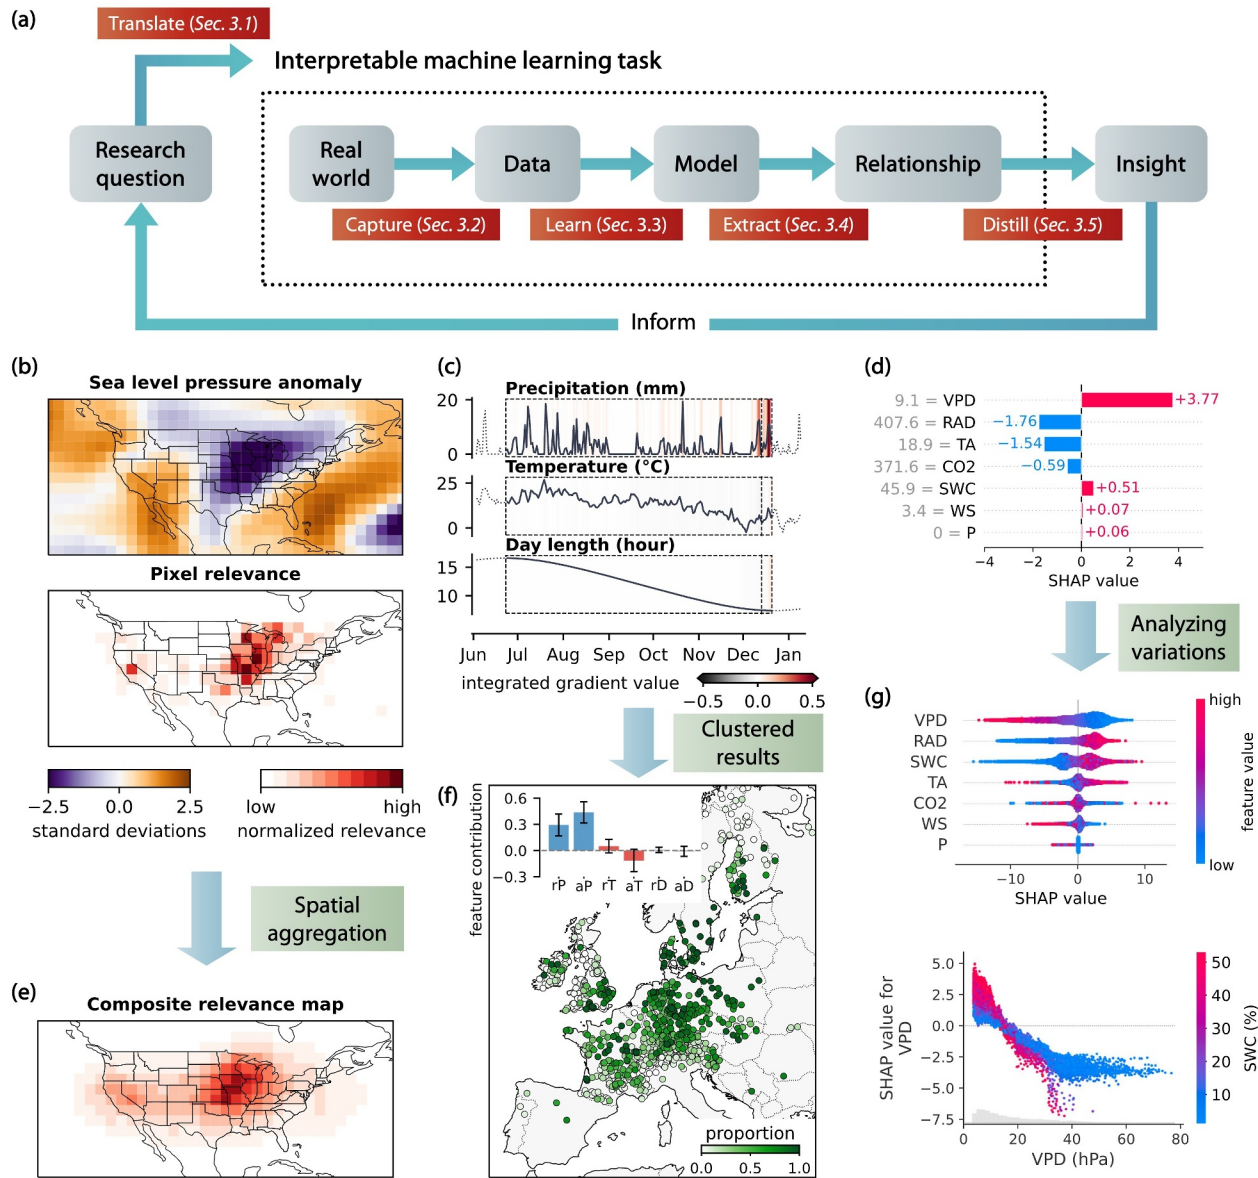 (a)
Translate (Sec. 3.1)
Interpretable machine learning task
Research
question
Real
world
Data
Model
Relationship
Insight
Capture (Sec. 3.2)
Learn (Sec. 3.3)
Extract (Sec. 3.4)
Distill (Sec. 3.5)
Inform
(b)
Sea level pressure anomaly
Pixel relevance
−2.5 0.0 2.5
standard deviations
low high
normalized relevance
Spatial
aggregation
(e)
Composite relevance map
(c)
Precipitation (mm)
20
0
Temperature (°C)
25
0
Day length (hour)
15
10
Jun Jul Aug Sep Oct Nov Dec Jan
integrated gradient value
−0.5 0.0 0.5
Clustered
results
(f)
feature contribution
0.6
0.3
0.0
−0.3
rP aP rT aT rD aD
proportion
0.0 0.5 1.0
(d)
9.1 = VPD +3.77
407.6 = RAD −1.76
18.9 = TA −1.54
371.6 = CO2 −0.59
45.9 = SWC +0.51
3.4 = WS +0.07
0 = P +0.06
−4 −2 0 2 4
SHAP value
Analyzing
variations
(g)
VPD
RAD
SWC
TA
CO2
WS
P
−10 0 10
SHAP value
high
feature value
low
SHAP value for
VPD
5.0
2.5
0.0
−2.5
−5.0
−7.5
0 20 40 60 80
VPD (hPa)
50
40
30
20
10
SWC (%)